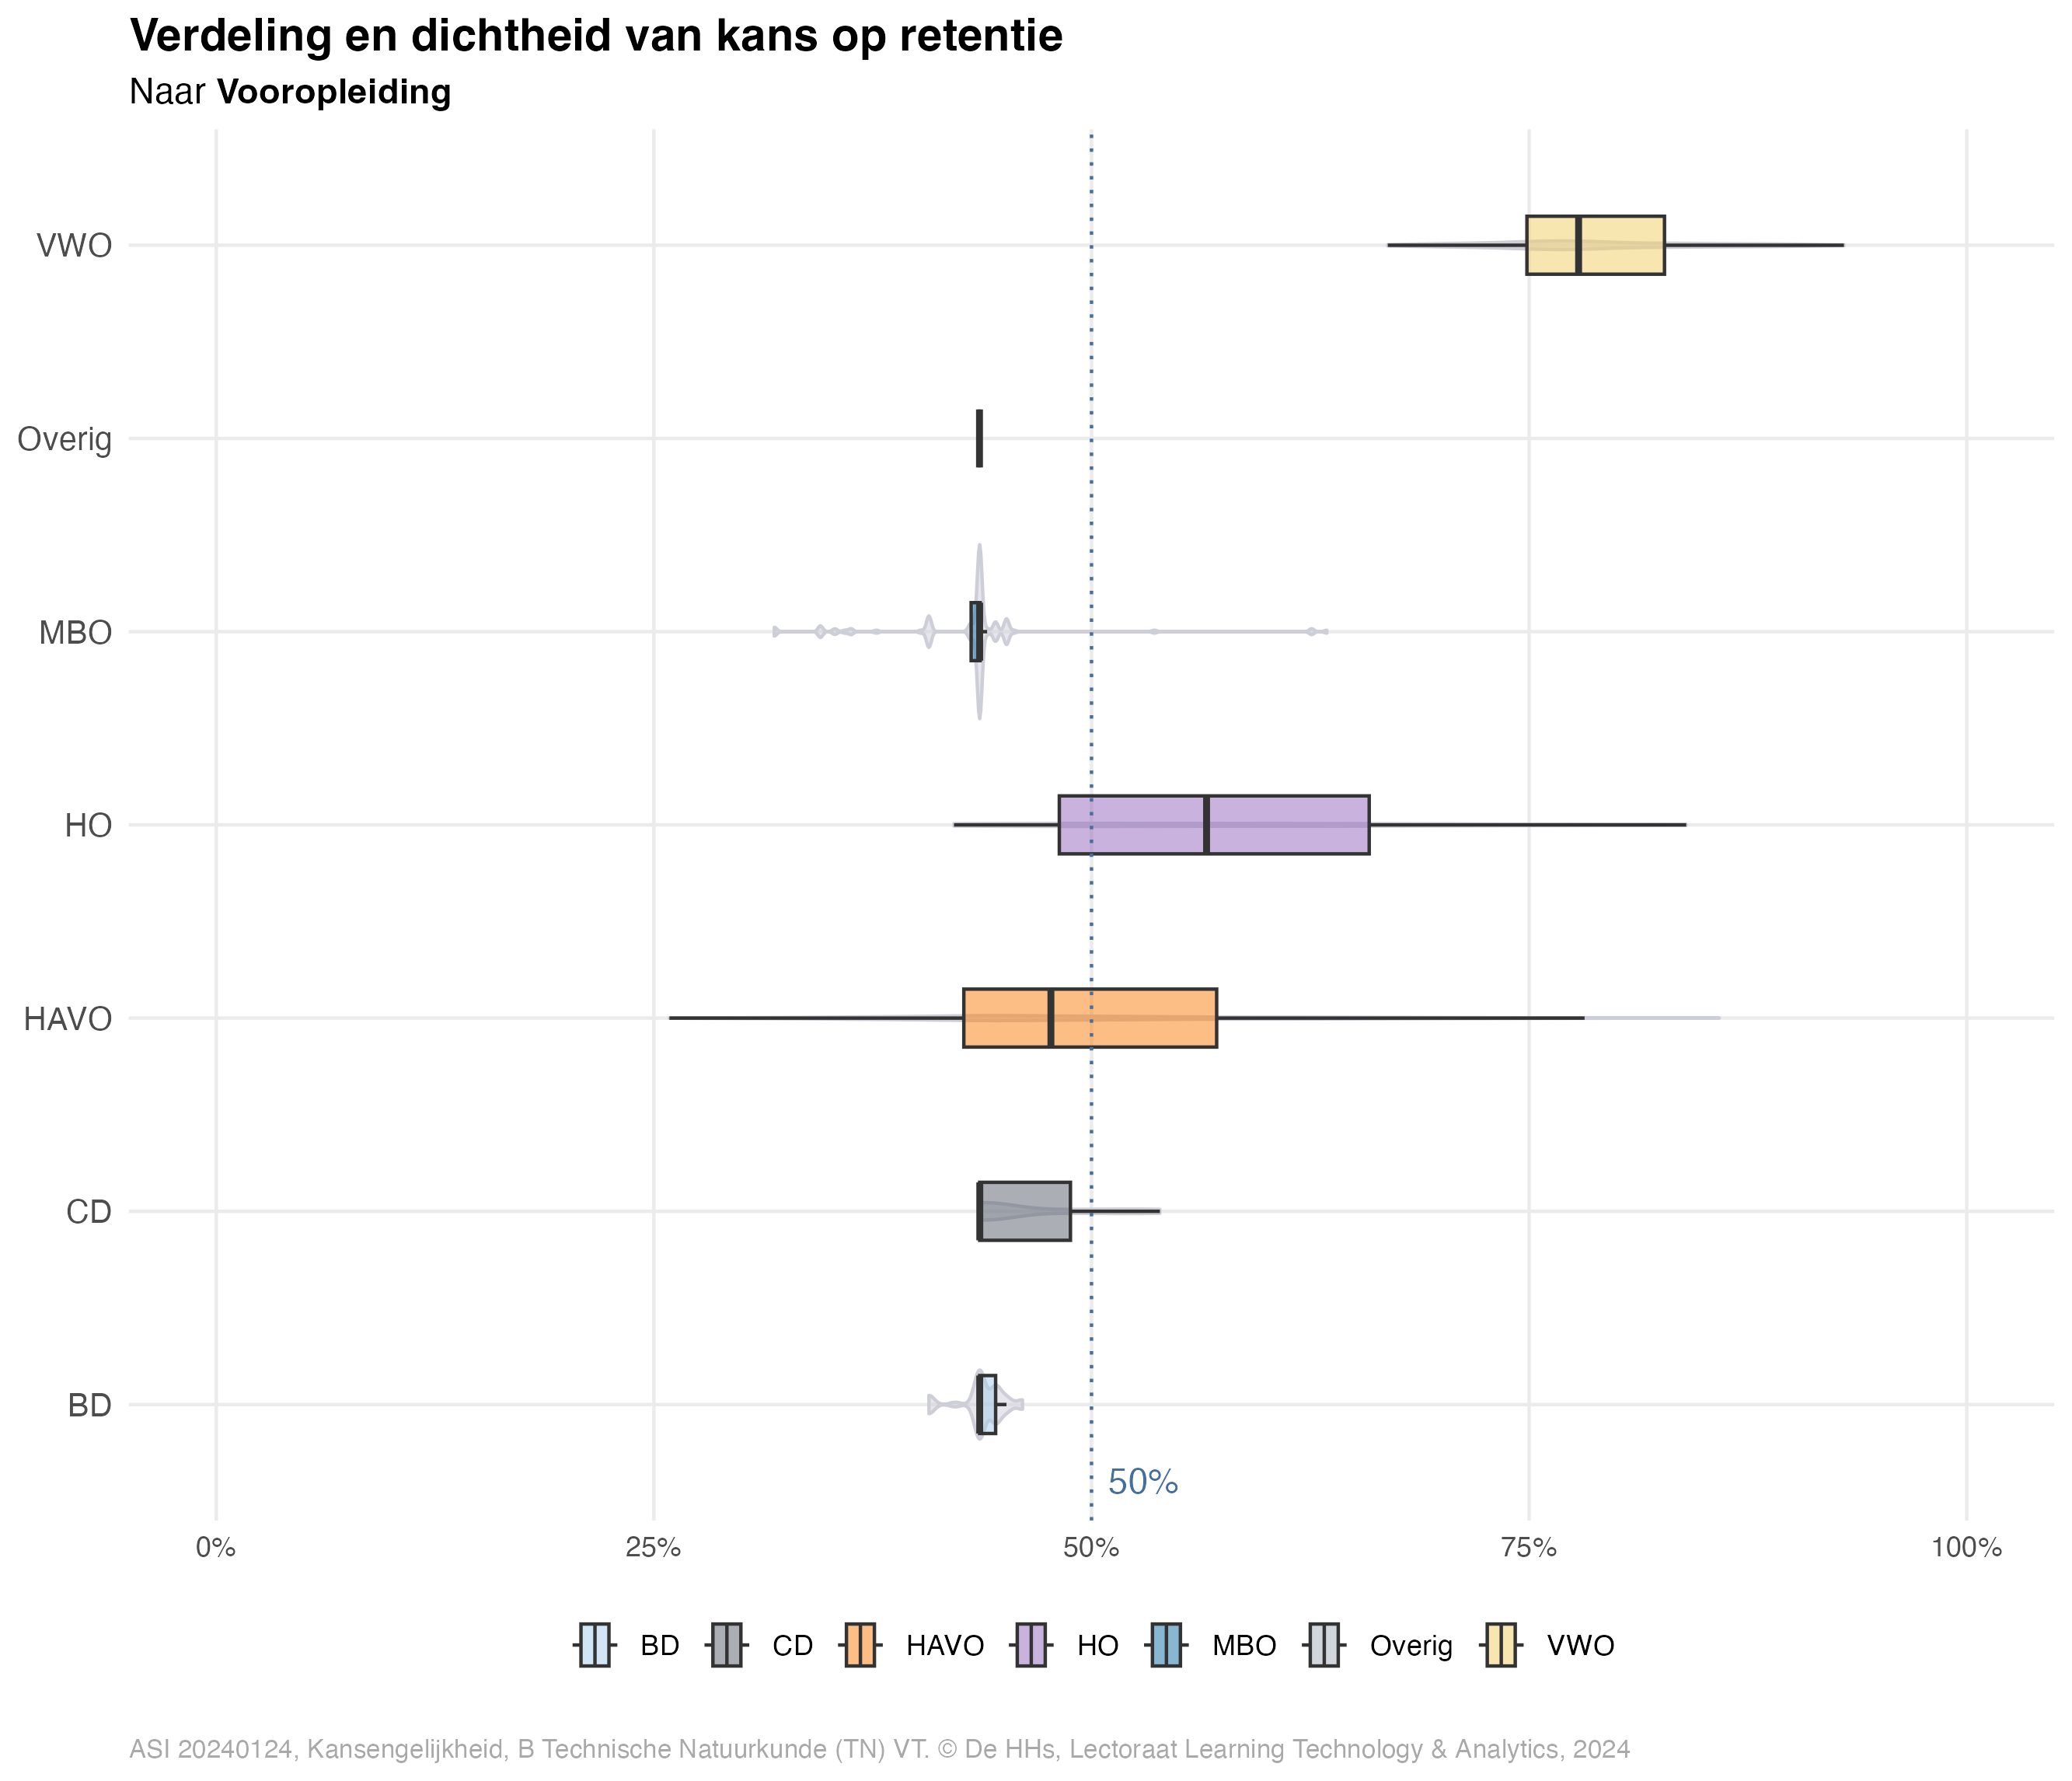 Verdeling en dichtheid van kans op retentie
Naar Vooropleiding
VWO
Overig
MBO
HO
HAVO
CD
BD
50%
0% 25% 50% 75% 100%
BD CD HAVO HO MBO Overig VWO
ASI 20240124, Kansengelijkheid, B Technische Natuurkunde (TN) VT. © De HHs, Lectoraat Learning Technology & Analytics, 2024